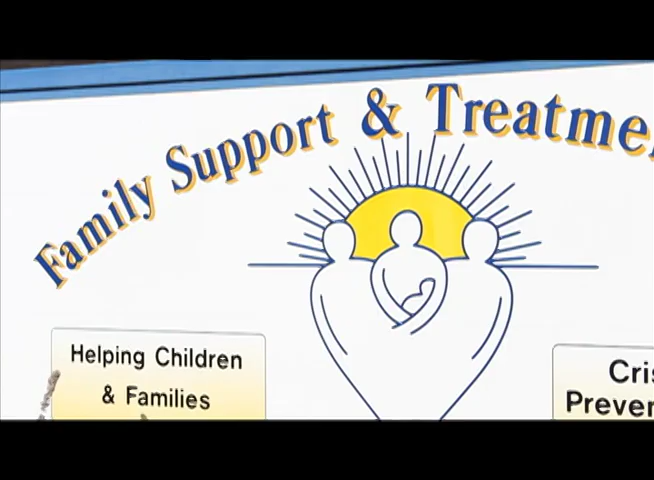 Family Support & Treatme
Helping Children
& Families
Cris
Preven